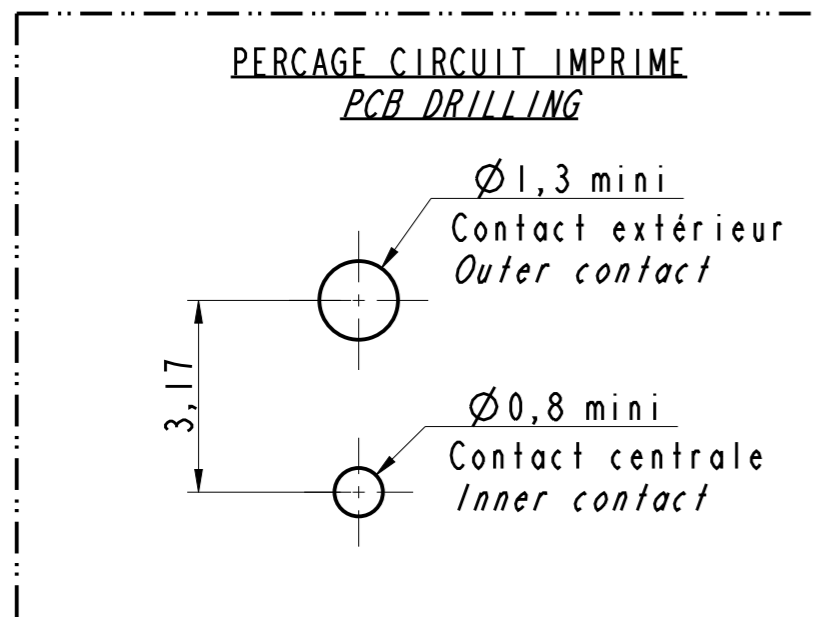 PERCAGE CIRCUIT IMPRIME
PCB DRILLING
Ø1,3 mini
Contact extérieur
Outer contact
3,17
Ø0,8 mini
Contact centrale
Inner contact